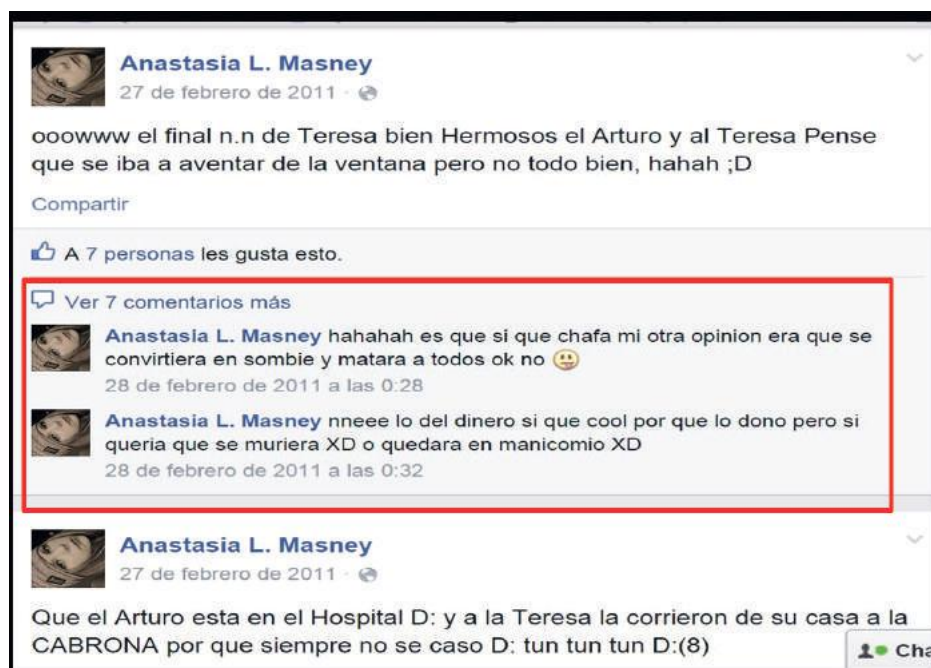 Anastasia L. Masney
27 de febrero de 2011 ·
ooowww el final n.n de Teresa bien Hermosos el Arturo y al Teresa Pense
que se iba a aventar de la ventana pero no todo bien, hahah ;D
Compartir
A 7 personas les gusta esto.
Ver 7 comentarios más
Anastasia L. Masney hahahah es que si que chafa mi otra opinion era que se
convirtiera en sombie y matara a todos ok no
28 de febrero de 2011 a las 0:28
Anastasia L. Masney nneee lo del dinero si que cool por que lo dono pero si
queria que se muriera XD o quedara en manicomio XD
28 de febrero de 2011 a las 0:32
Anastasia L. Masney
27 de febrero de 2011 ·
Que el Arturo esta en el Hospital D: y a la Teresa la corrieron de su casa a la
CABRONA por que siempre no se caso D: tun tun tun D:(8)